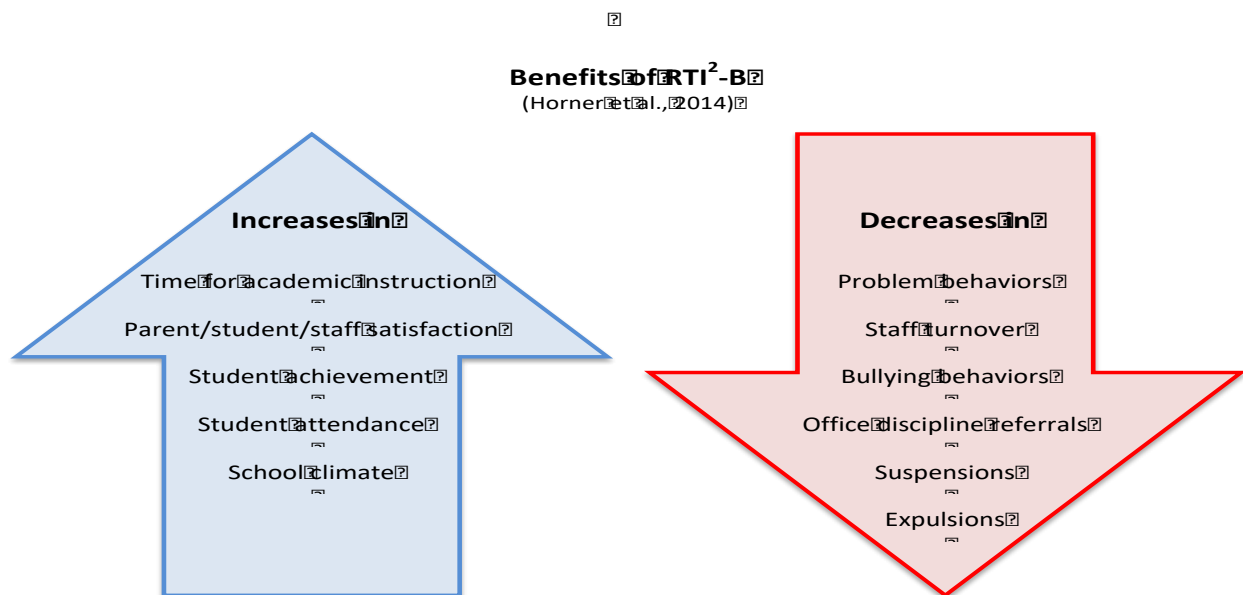 Benefits of RTI²-B
(Horner et al., 2014)
Increases in
Time for academic instruction
Parent/student/staff satisfaction
Student achievement
Student attendance
School climate
Decreases in
Problem behaviors
Staff turnover
Bullying behaviors
Office discipline referrals
Suspensions
Expulsions